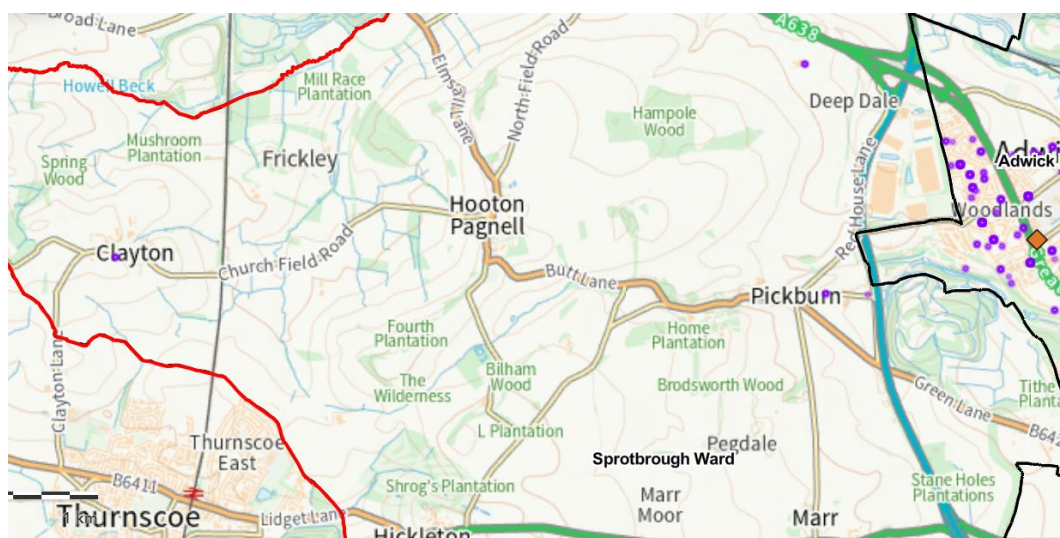 Broad Lane
A638
Howell Beck
Mill Race
Plantation
Elmsall Lane
North Field Road
Deep Dale
Hampole
Wood
Mushroom
Plantation
Frickley
Spring
Wood
Adwick
Woodlands
Red House Lane
Hooton
Pagnell
Clayton
Church Field Road
Butt Lane
Pickburn
Great
Fourth
Plantation
Home
Plantation
Clayton Lane
Bilham
Wood
The
Wilderness
Brodsworth Wood
Green Lane
Tithe
Planta
B642
Thurnscoe
East
L Plantation
Pegdale
Sprotbrough Ward
B6411
Shrog's Plantation
Stane Holes
Plantations
1 km
Thurnscoe
Lidget Lane
Marr
Moor
Marr
Hickleton